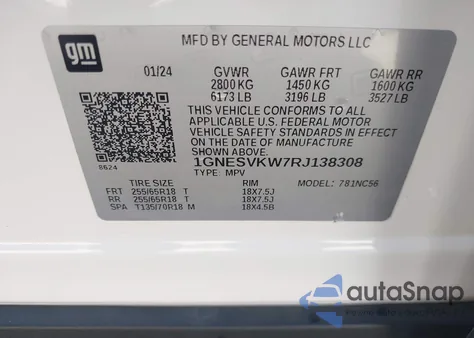 gm
MFD BY GENERAL MOTORS LLC
01/24 GVWR GAWR FRT GAWR RR
2800 KG 1450 KG 1600 KG
6173 LB 3196 LB 3527 LB
THIS VEHICLE CONFORMS TO ALL
APPLICABLE U.S. FEDERAL MOTOR
VEHICLE SAFETY STANDARDS IN EFFECT
ON THE DATE OF MANUFACTURE
SHOWN ABOVE.
1GNESVKW7RJ138308
8624 TYPE: MPV
TIRE SIZE RIM MODEL: 781NC56
FRT 255/65R18 T 18X7.5J
RR 255/65R18 T 18X7.5J
SPA T135/70R18 M 18X4.5B
autoSnap